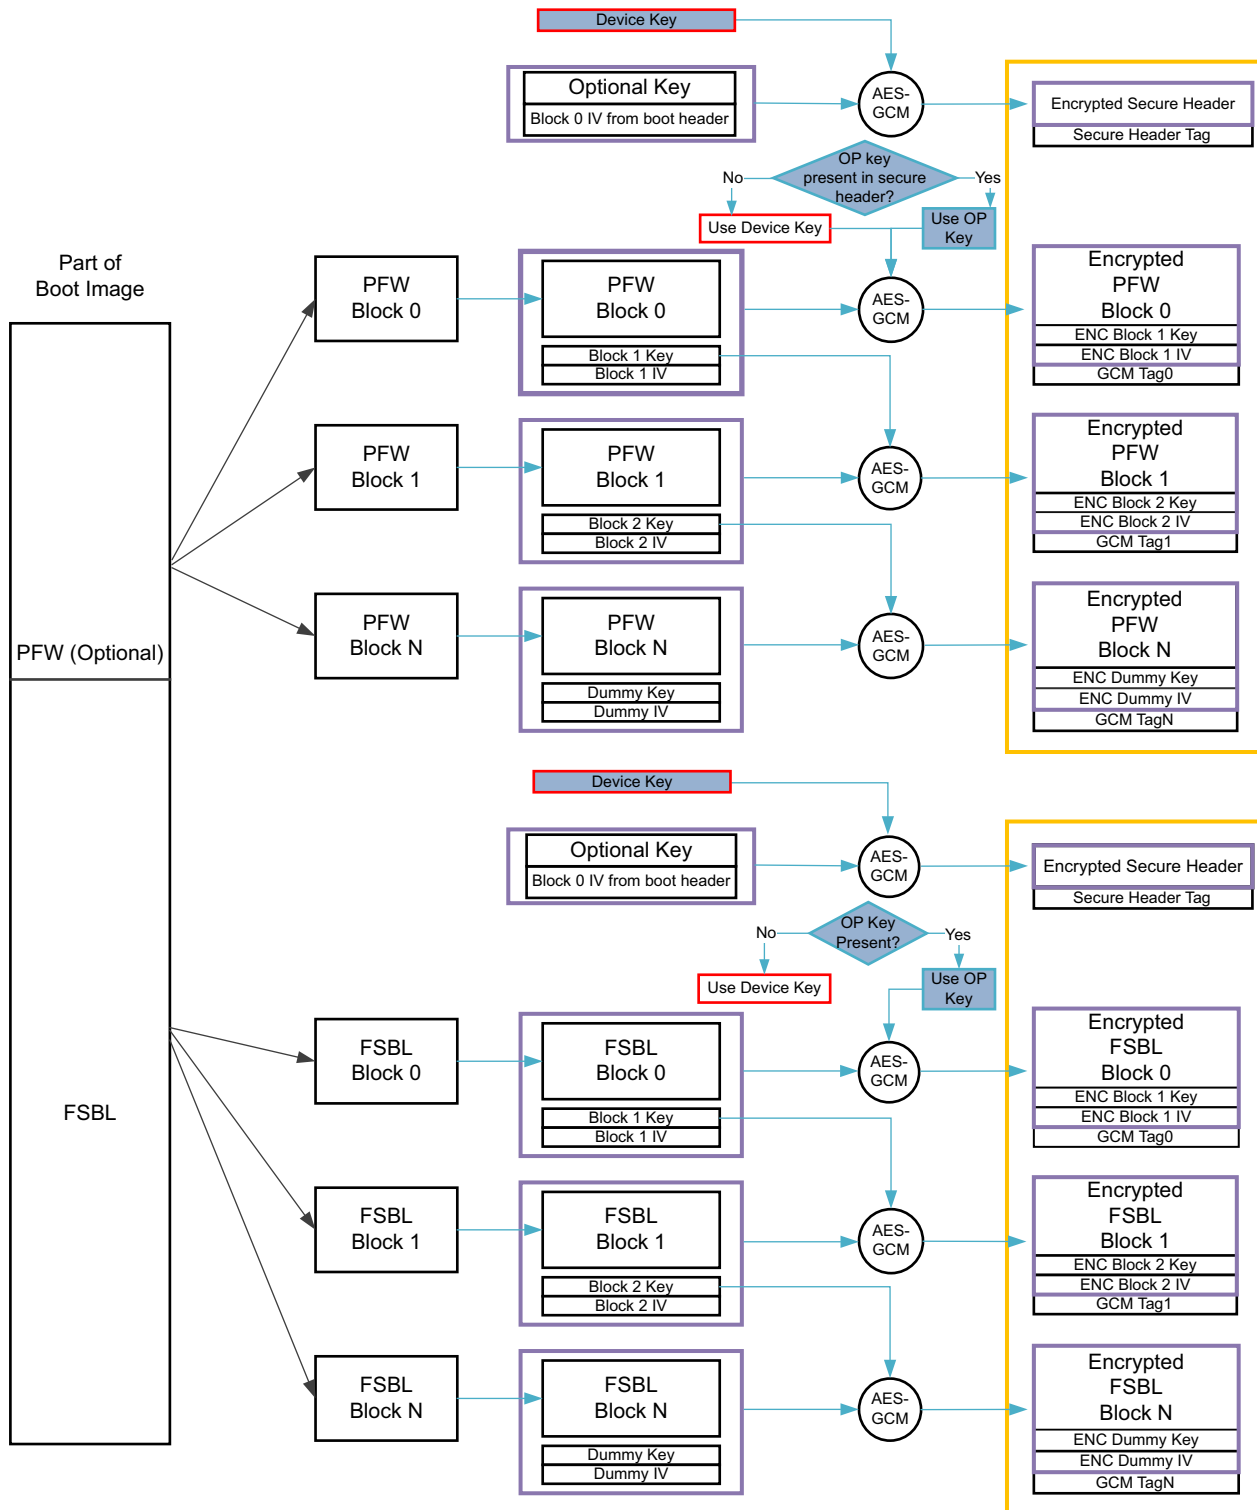 Device Key
Optional Key
Block 0 IV from boot header
AES-
GCM
Encrypted Secure Header
Secure Header Tag
OP key
present in secure
header?
No
Yes
Use Device Key
Use OP
Key
Part of
Boot Image
PFW
Block 0
PFW
Block 0
Block 1 Key
Block 1 IV
AES-
GCM
Encrypted
PFW
Block 0
ENC Block 1 Key
ENC Block 1 IV
GCM Tag0
PFW
Block 1
PFW
Block 1
Block 2 Key
Block 2 IV
AES-
GCM
Encrypted
PFW
Block 1
ENC Block 2 Key
ENC Block 2 IV
GCM Tag1
PFW (Optional)
PFW
Block N
PFW
Block N
Dummy Key
Dummy IV
AES-
GCM
Encrypted
PFW
Block N
ENC Dummy Key
ENC Dummy IV
GCM TagN
Device Key
Optional Key
Block 0 IV from boot header
AES-
GCM
Encrypted Secure Header
Secure Header Tag
OP Key
Present?
No
Yes
Use Device Key
Use OP
Key
FSBL
FSBL
Block 0
FSBL
Block 0
Block 1 Key
Block 1 IV
AES-
GCM
Encrypted
FSBL
Block 0
ENC Block 1 Key
ENC Block 1 IV
GCM Tag0
FSBL
Block 1
FSBL
Block 1
Block 2 Key
Block 2 IV
AES-
GCM
Encrypted
FSBL
Block 1
ENC Block 2 Key
ENC Block 2 IV
GCM Tag1
FSBL
Block N
FSBL
Block N
Dummy Key
Dummy IV
AES-
GCM
Encrypted
FSBL
Block N
ENC Dummy Key
ENC Dummy IV
GCM TagN